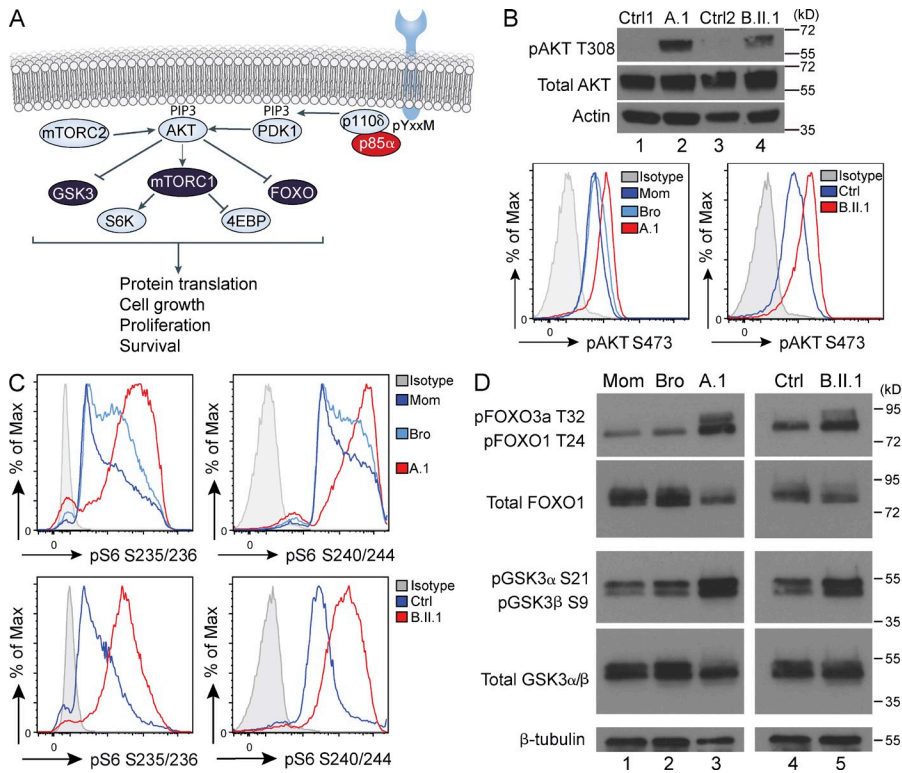 A
PIP3
PIP3
mTORC2
AKT
PDK1
p110δ
pYxxM
p85α
GSK3
mTORC1
FOXO
S6K
4EBP
Protein translation
Cell growth
Proliferation
Survival
B
Ctrl1 A.1 Ctrl2 B.II.1 (kD)
pAKT T308
72
55
Total AKT
72
55
Actin
35
1 2 3 4
% of Max
Isotype
Mom
Bro
A.1
0
0
pAKT S473
% of Max
Isotype
Ctrl
B.II.1
0
0
pAKT S473
C
% of Max
0
0
pS6 S235/236
% of Max
0
0
pS6 S240/244
Isotype
Mom
Bro
A.1
% of Max
0
0
pS6 S235/236
% of Max
0
0
pS6 S240/244
Isotype
Ctrl
B.II.1
D
Mom Bro A.1 Ctrl B.II.1 (kD
pFOXO3a T32
pFOXO1 T24
95
72
Total FOXO1
95
72
pGSK3α S21
pGSK3β S9
55
35
Total GSK3α/β
55
35
β-tubulin
55
1 2 3 4 5